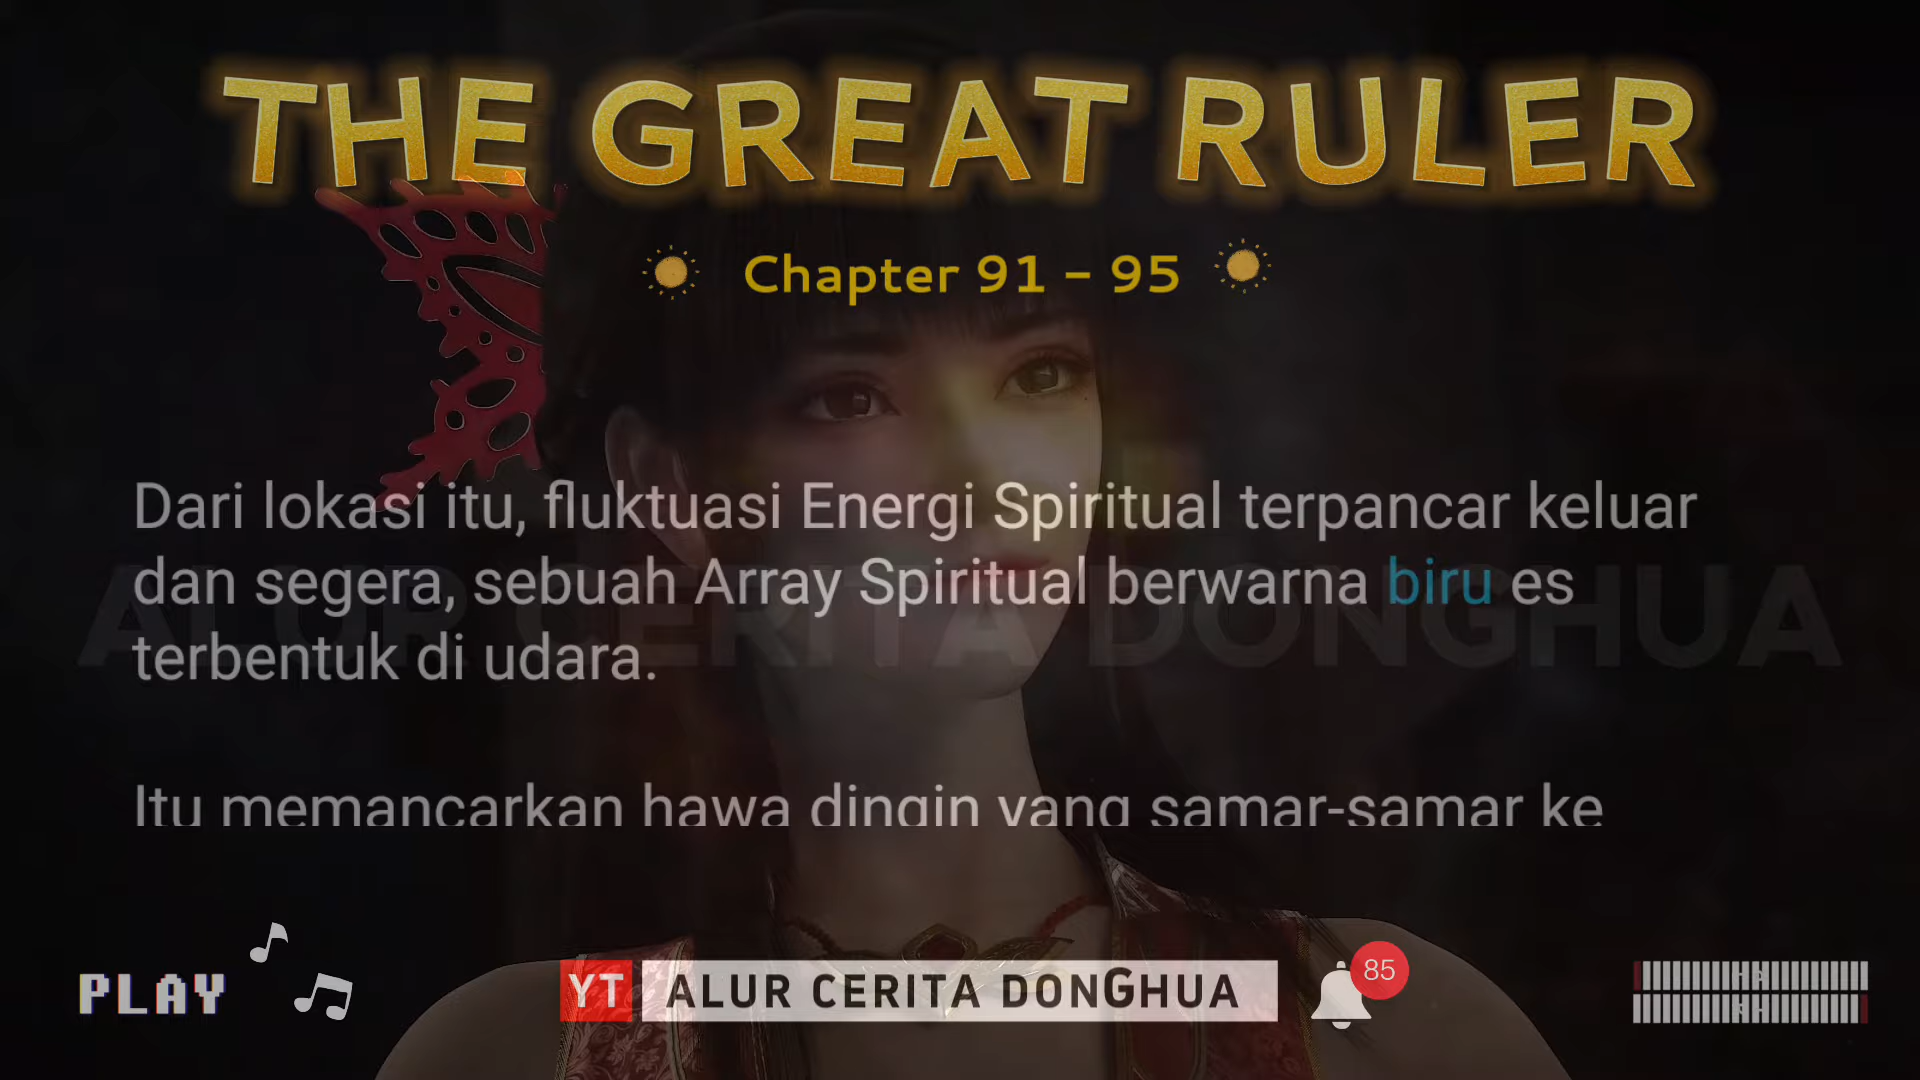 THE GREAT RULER
Chapter 91 - 95
Dari lokasi itu, fluktuasi Energi Spiritual terpancar keluar
dan segera, sebuah Array Spiritual berwarna biru es
ALUR CERITA DONGHUA
terbentuk di udara.
Itu memancarkan hawa dingin yang samar-samar ke
PLAY
YT ALUR CERITA DONGHUA
85